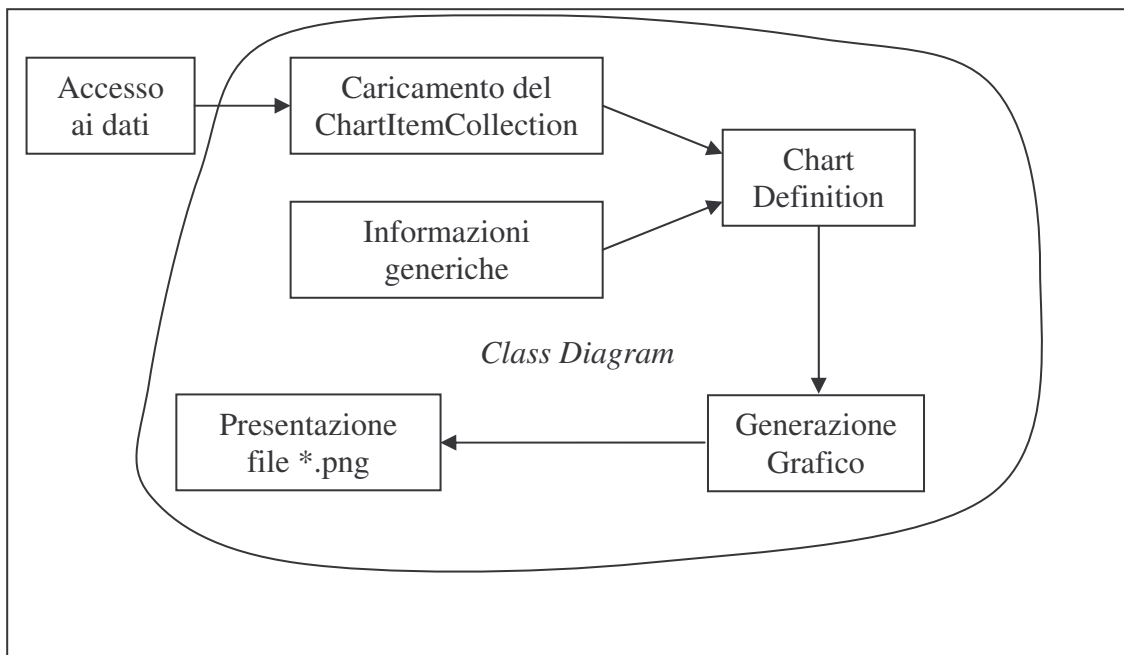 Accesso
ai dati
Caricamento del
ChartItemCollection
Chart
Definition
Informazioni
generiche
Class Diagram
Presentazione
file *.png
Generazione
Grafico